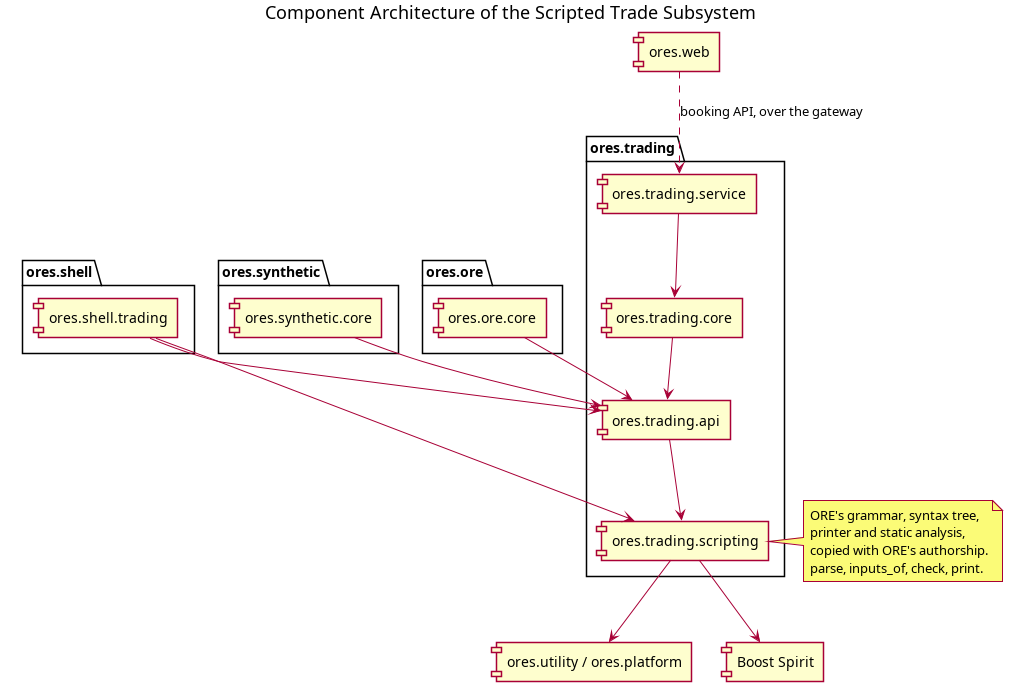 Component Architecture of the Scripted Trade Subsystem
ores.web
booking API, over the gateway
ores.trading
ores.trading.service
ores.shell
ores.synthetic
ores.ore
ores.shell.trading
ores.synthetic.core
ores.ore.core
ores.trading.core
ores.trading.api
ores.trading.scripting
ORE's grammar, syntax tree,
printer and static analysis,
copied with ORE's authorship.
parse, inputs_of, check, print.
ores.utility / ores.platform
Boost Spirit